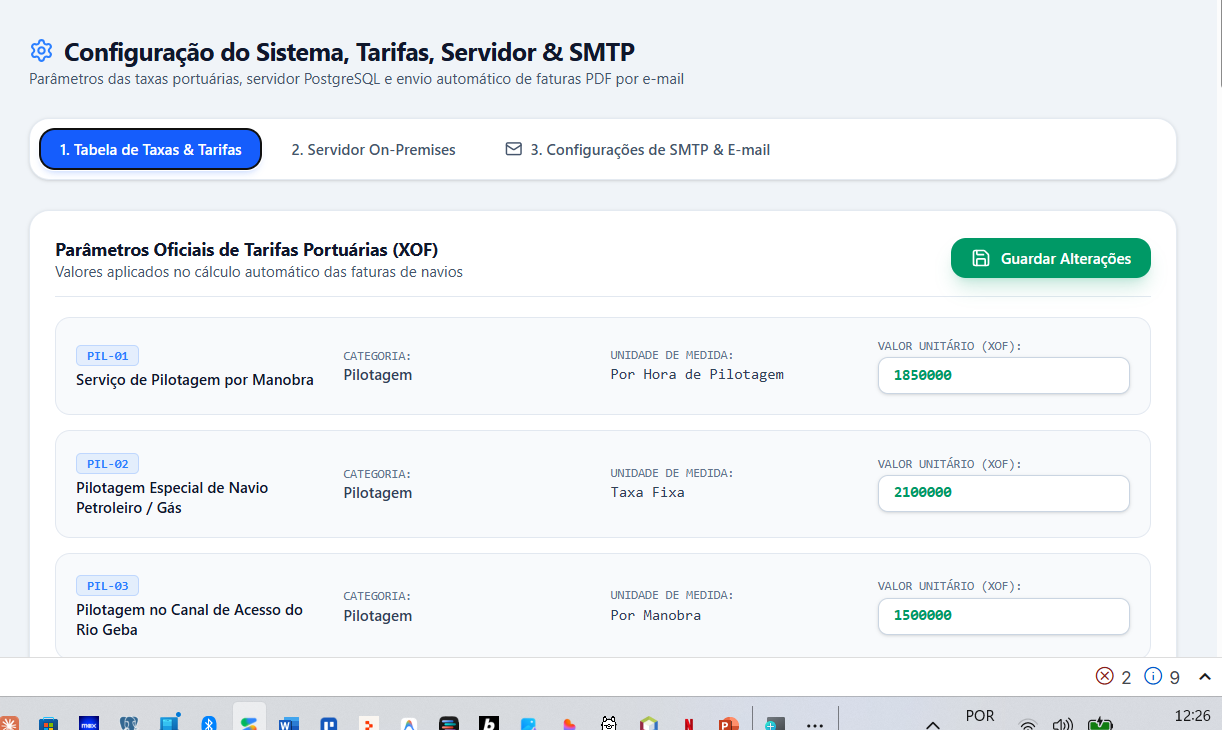 Configuração do Sistema, Tarifas, Servidor & SMTP
Parâmetros das taxas portuárias, servidor PostgreSQL e envio automático de faturas PDF por e-mail
1. Tabela de Taxas & Tarifas
2. Servidor On-Premises
3. Configurações de SMTP & E-mail
Parâmetros Oficiais de Tarifas Portuárias (XOF)
Valores aplicados no cálculo automático das faturas de navios
Guardar Alterações
PIL-01
Serviço de Pilotagem por Manobra
CATEGORIA:
Pilotagem
UNIDADE DE MEDIDA:
Por Hora de Pilotagem
VALOR UNITÁRIO (XOF):
1850000
PIL-02
Pilotagem Especial de Navio
Petroleiro / Gás
CATEGORIA:
Pilotagem
UNIDADE DE MEDIDA:
Taxa Fixa
VALOR UNITÁRIO (XOF):
2100000
PIL-03
Pilotagem no Canal de Acesso do
Rio Geba
CATEGORIA:
Pilotagem
UNIDADE DE MEDIDA:
Por Manobra
VALOR UNITÁRIO (XOF):
1500000
2
9
max
W
b
N
P
POR
12:26